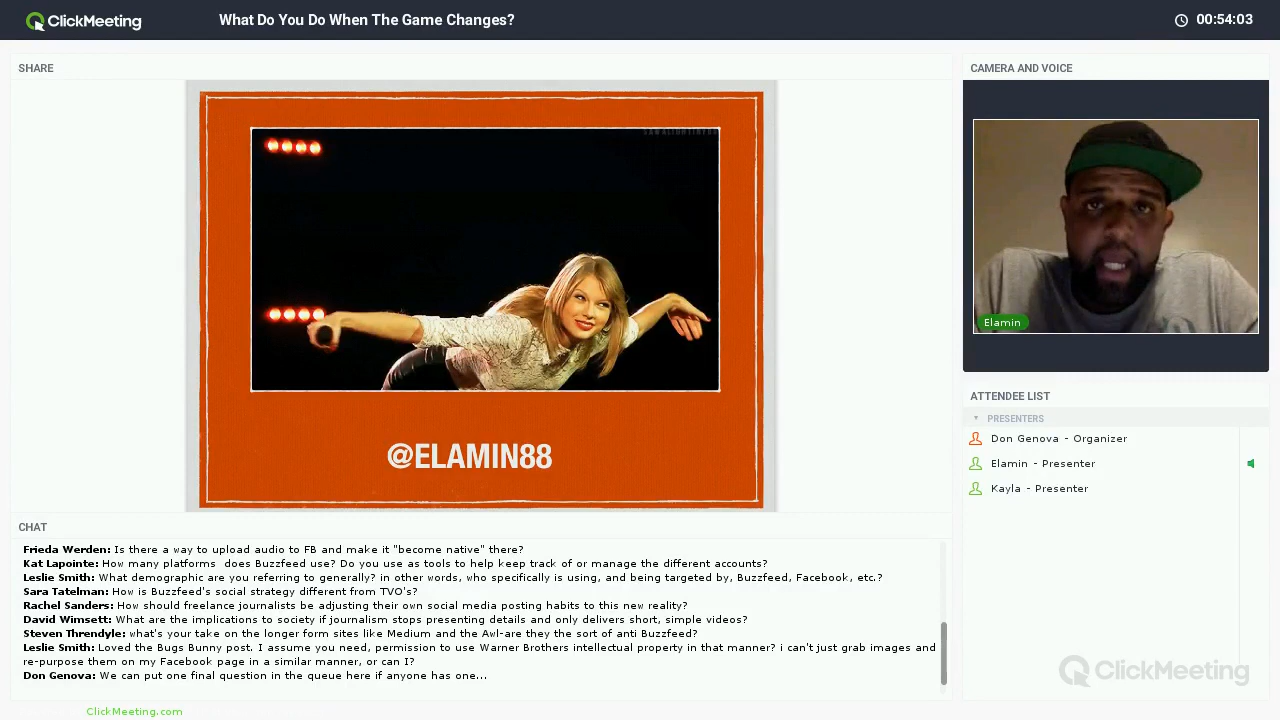 ClickMeeting
What Do You Do When The Game Changes?
00:54:03
SHARE
@ELAMIN88
CAMERA AND VOICE
Elamin
ATTENDEE LIST
PRESENTERS
Don Genova - Organizer
Elamin - Presenter
Kayla - Presenter
CHAT
Frieda Werden: Is there a way to upload audio to FB and make it "become native" there?
Kat Lapointe: How many platforms  does Buzzfeed use? Do you use as tools to help keep track of or manage the different accounts?
Leslie Smith: What demographic are you referring to generally? in other words, who specifically is using, and being targeted by, Buzzfeed, Facebook, etc.?
Sara Tatelman: How is Buzzfeed's social strategy different from TVO's?
Rachel Sanders: How should freelance journalists be adjusting their own social media posting habits to this new reality?
David Wimsett: What are the implications to society if journalism stops presenting details and only delivers short, simple videos?
Steven Threndyle: what's your take on the longer form sites like Medium and the Awl-are they the sort of anti Buzzfeed?
Leslie Smith: Loved the Bugs Bunny post. I assume you need, permission to use Warner Brothers intellectual property in that manner? i can't just grab images and
re-purpose them on my Facebook page in a similar manner, or can I?
Don Genova: We can put one final question in the queue here if anyone has one...
ClickMeeting
ClickMeeting.com